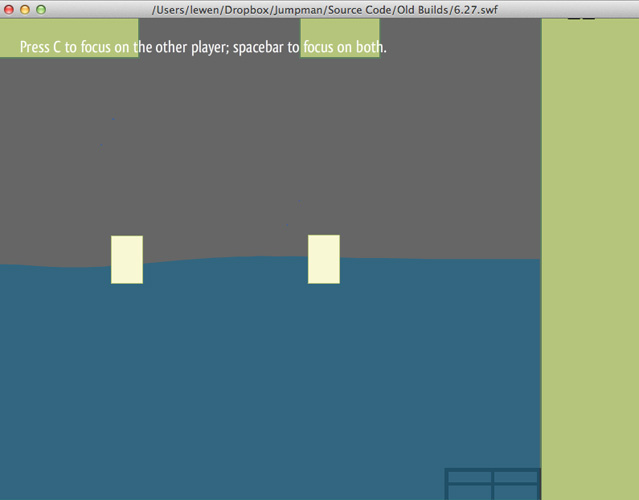 /Users/lewen/Dropbox/Jumpman/Source Code/Old Builds/6.27.swf
Press C to focus on the other player; spacebar to focus on both.